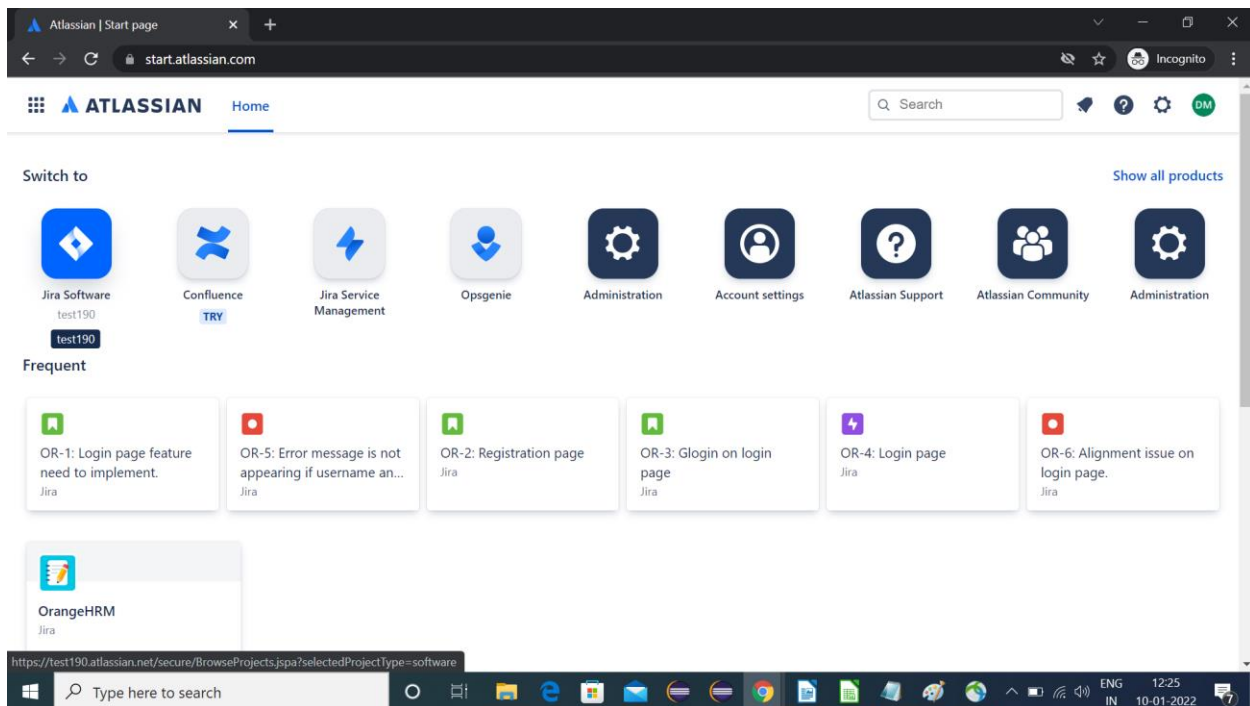 Atlassian | Start page
start.atlassian.com
Incognito
ATLASSIAN
Home
Search
DM
Switch to
Show all products
Jira Software
test190
test190
Confluence
TRY
Jira Service
Management
Opsgenie
Administration
Account settings
Atlassian Support
Atlassian Community
Administration
Frequent
OR-1: Login page feature
need to implement.
Jira
OR-5: Error message is not
appearing if username an...
Jira
OR-2: Registration page
Jira
OR-3: Glogin on login
page
Jira
OR-4: Login page
Jira
OR-6: Alignment issue on
login page.
Jira
OrangeHRM
Jira
https://test190.atlassian.net/secure/BrowseProjects.jspa?selectedProjectType=software
Type here to search
ENG
IN
12:25
10-01-2022
7